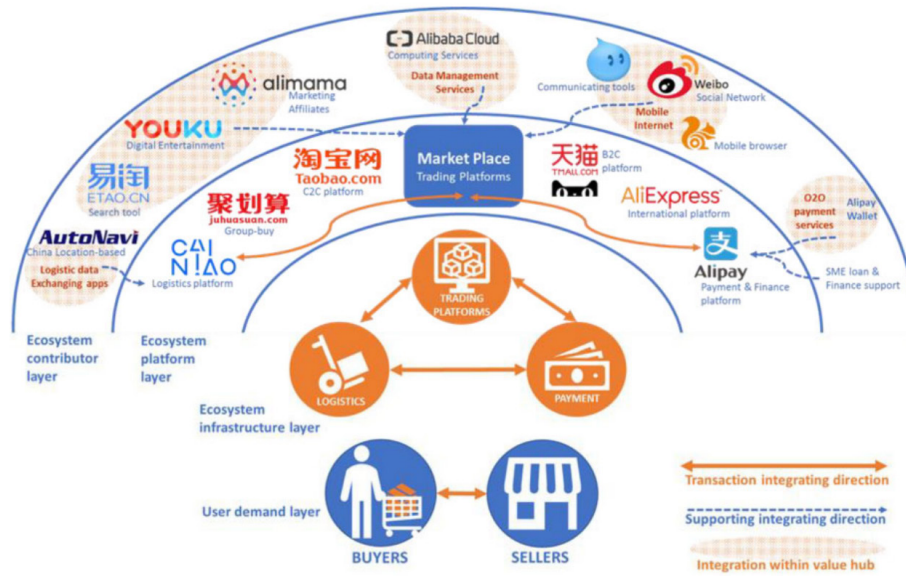 Alibaba Cloud
Computing Services
Data Management
Services
alimama
Marketing
Affiliates
YOUKU
Digital Entertainment
易淘
ETAO.CN
Search tool
AutoNavi
China Location-based
Logistic data
Exchanging apps
Communicating tools
Weibo
Social Network
Mobile
Internet
Mobile browser
O2O
payment
services
Alipay
Wallet
SME loan &
Finance support
淘宝网
Taobao.com
C2C platform
聚划算
juhuasuan.com
Group-buy
CAI
NIAO
Logistics platform
Market Place
Trading Platforms
天猫
TMALL.COM
B2C
platform
AliExpress
International platform
支
Alipay
Payment & Finance
platform
TRADING
PLATFORMS
LOGISTICS
PAYMENT
Ecosystem
contributor
layer
Ecosystem
platform
layer
Ecosystem
infrastructure layer
User demand layer
BUYERS
SELLERS
Transaction integrating direction
Supporting integrating direction
Integration within value hub